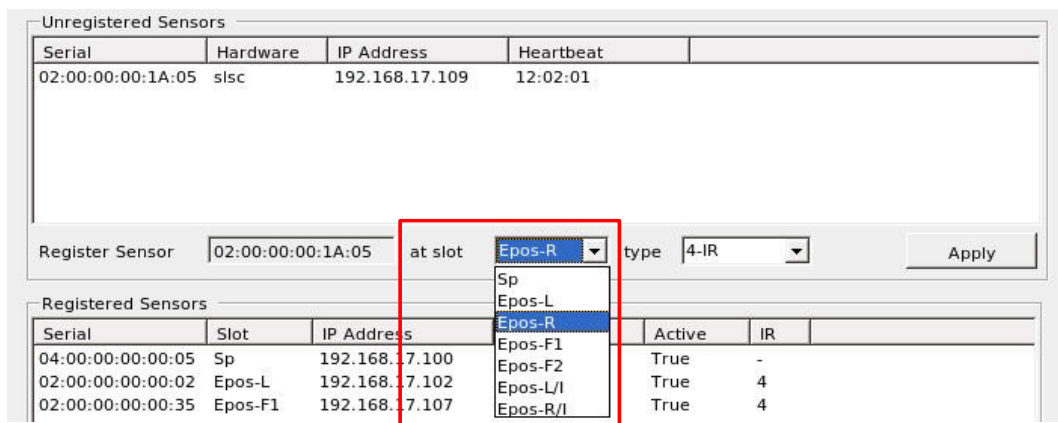 Unregistered Sensors
Serial Hardware IP Address Heartbeat
02:00:00:00:1A:05 slsc 192.168.17.109 12:02:01
Register Sensor 02:00:00:00:1A:05 at slot Epos-R type 4-IR Apply
Sp
Epos-L
Epos-R
Epos-F1
Epos-F2
Epos-L/I
Epos-R/I
Registered Sensors
Serial Slot IP Address Active IR
04:00:00:00:00:05 Sp 192.168.17.100 True -
02:00:00:00:00:02 Epos-L 192.168.17.102 True 4
02:00:00:00:00:35 Epos-F1 192.168.17.107 True 4